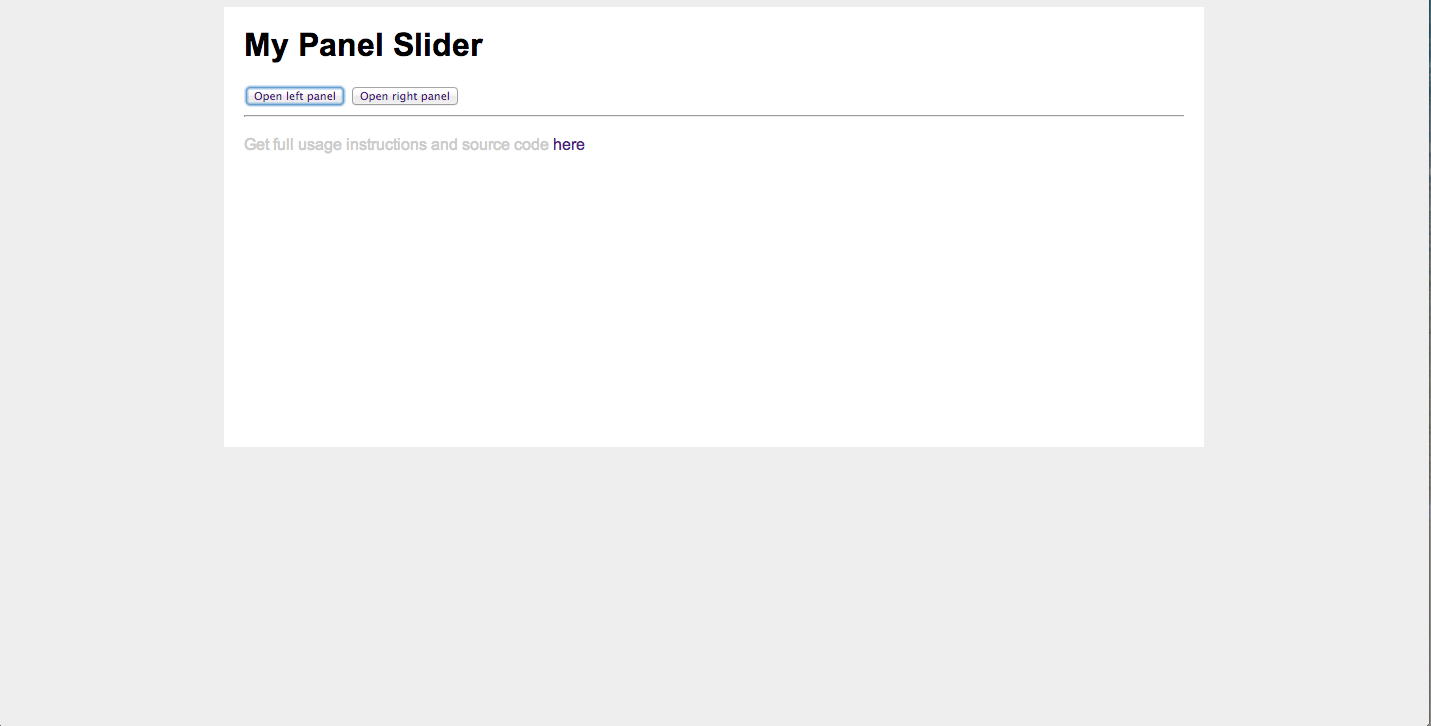 My Panel Slider
Open left panel Open right panel
Get full usage instructions and source code here